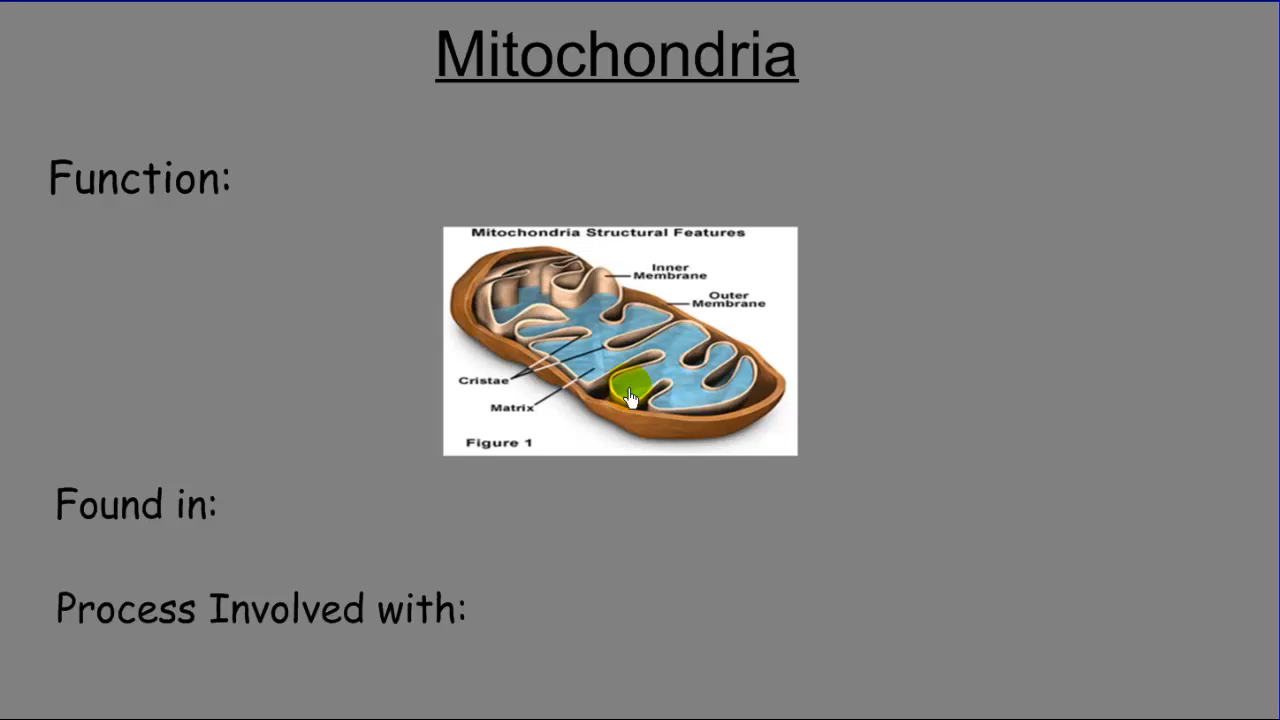 Mitochondria
Function:
Mitochondria Structural Features
Inner
Membrane
Outer
Membrane
Cristae
Matrix
Figure 1
Found in:
Process Involved with: